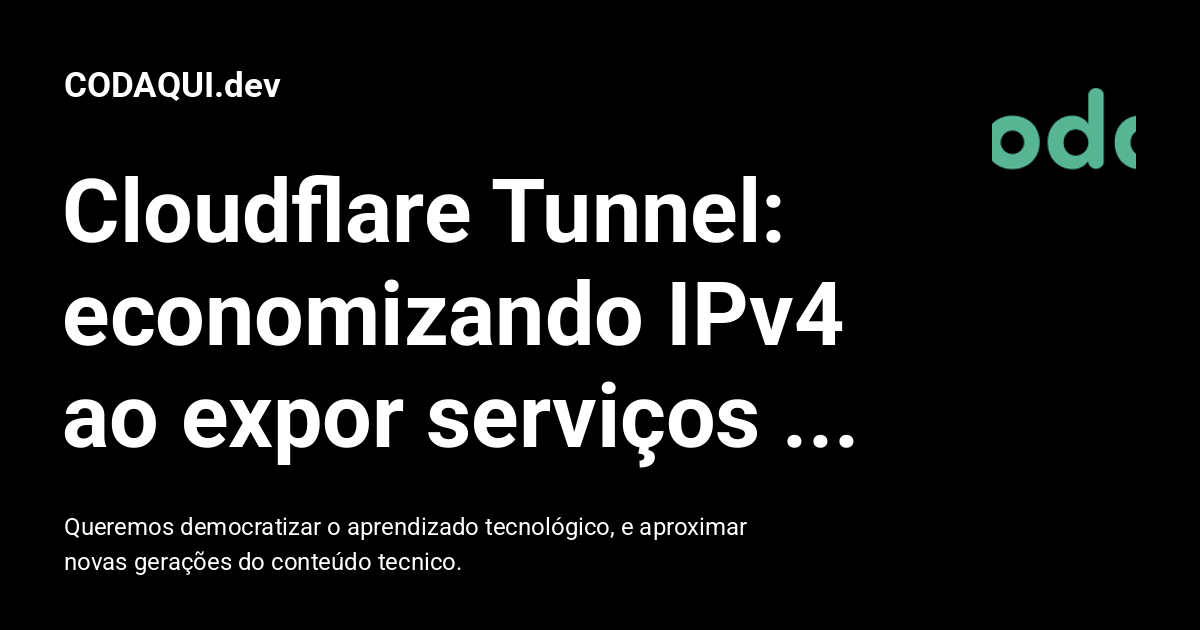 CODAQUI.dev
od
Cloudflare Tunnel:
economizando IPv4
ao expor serviços ...
Queremos democratizar o aprendizado tecnológico, e aproximar
novas gerações do conteúdo tecnico.